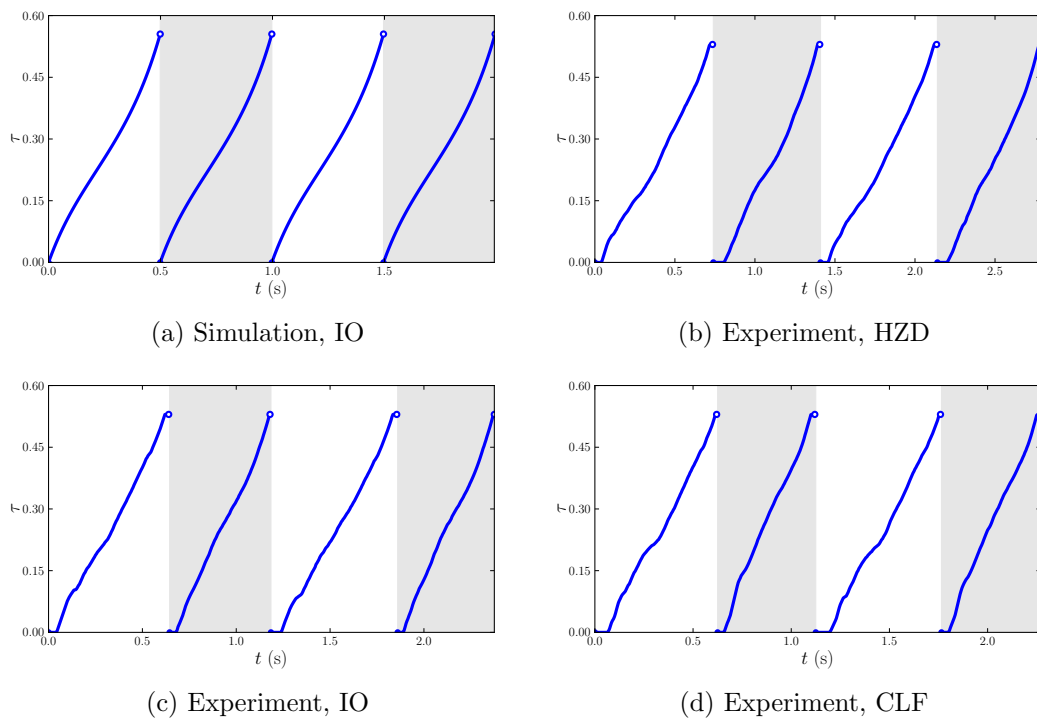 0.60 0.60
0.45 0.45
τ 0.30 τ 0.30
0.15 0.15
0.00 0.00
0.0 0.5 1.0 1.5 0.0 0.5 1.0 1.5 2.0 2.5
t (s) t (s)
(a) Simulation, IO (b) Experiment, HZD
0.60 0.60
0.45 0.45
τ 0.30 τ 0.30
0.15 0.15
0.00 0.00
0.0 0.5 1.0 1.5 2.0 0.0 0.5 1.0 1.5 2.0
t (s) t (s)
(c) Experiment, IO (d) Experiment, CLF